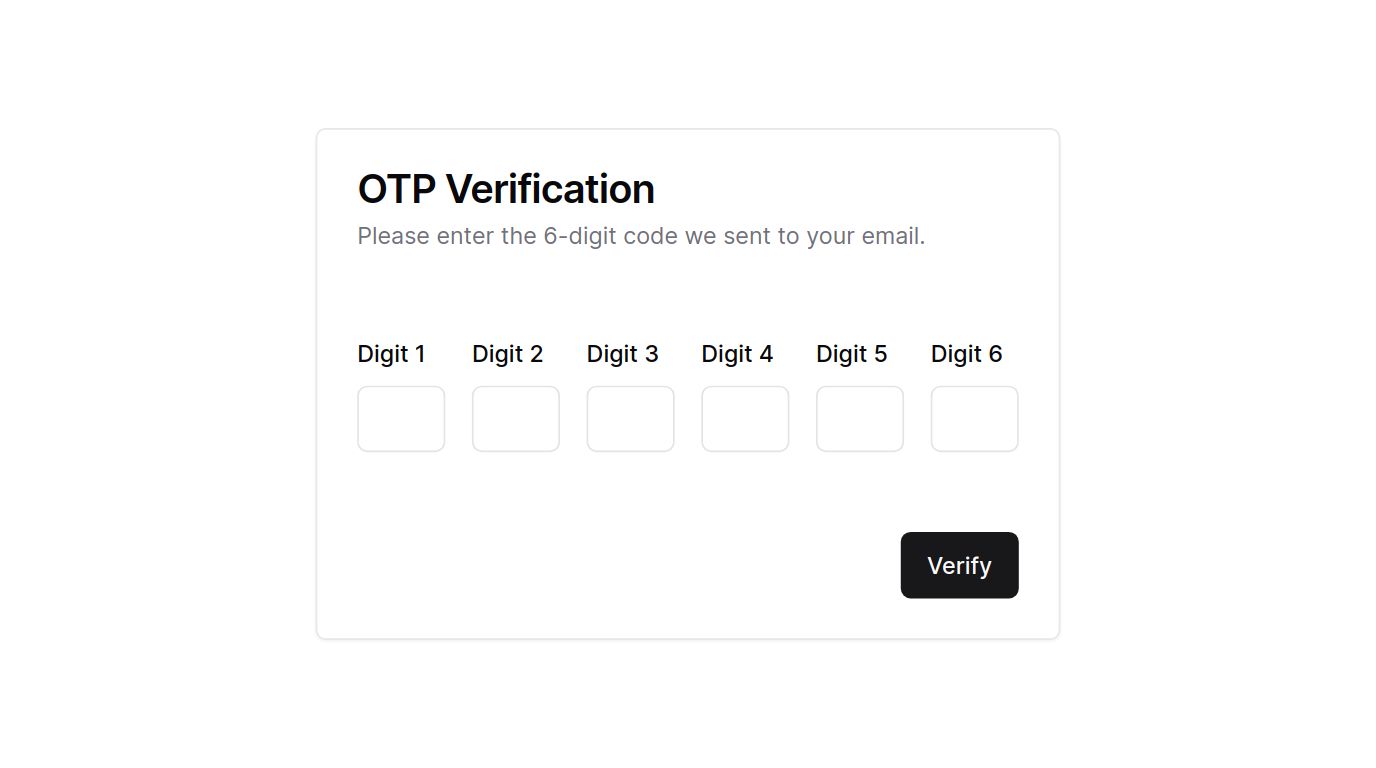 OTP Verification
Please enter the 6-digit code we sent to your email.
Digit 1 Digit 2 Digit 3 Digit 4 Digit 5 Digit 6
Verify